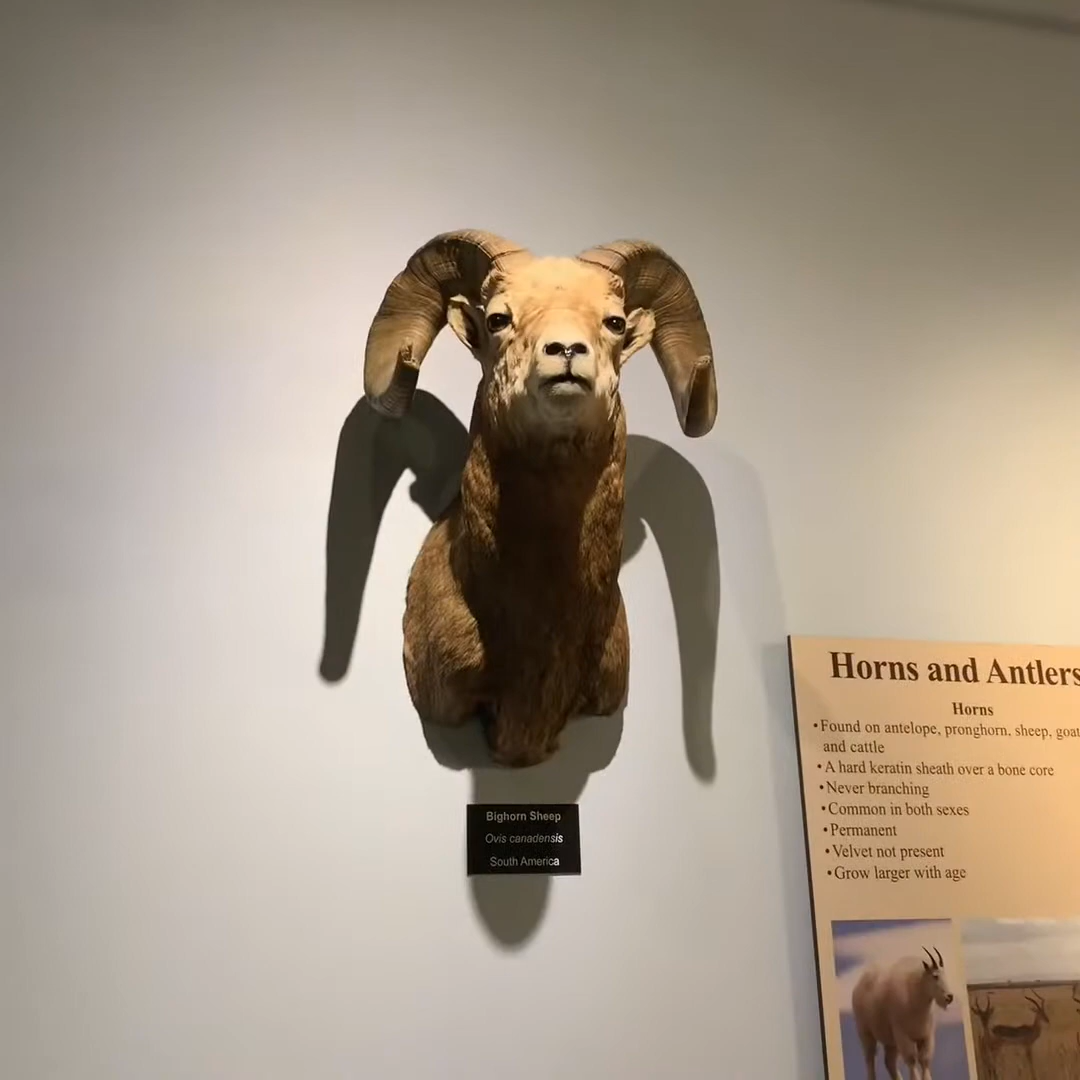 Bighorn Sheep
Ovis canadensis
South America
Horns and Antlers
Horns
•Found on antelope, pronghorn, sheep, goat
and cattle
•A hard keratin sheath over a bone core
•Never branching
•Common in both sexes
•Permanent
•Velvet not present
•Grow larger with age